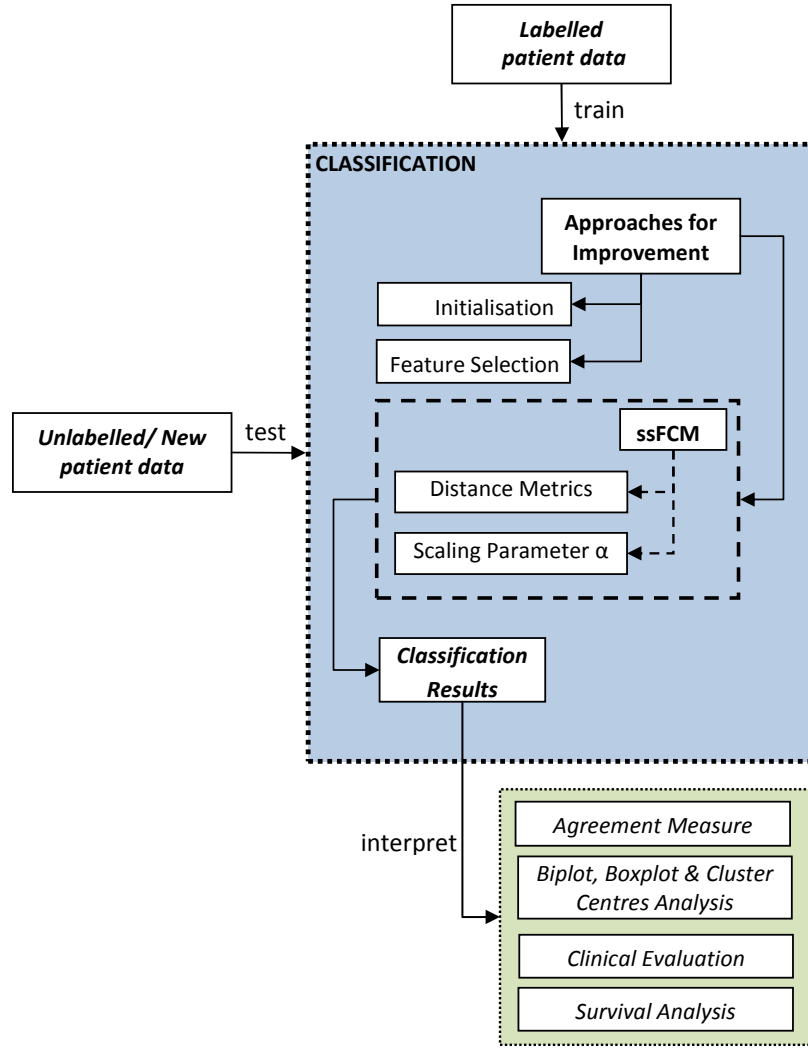 Labelled
patient data
train
CLASSIFICATION
Approaches for
Improvement
Initialisation
Feature Selection
Unlabelled/ New
patient data
test
ssFCM
Distance Metrics
Scaling Parameter α
Classification
Results
interpret
Agreement Measure
Biplot, Boxplot & Cluster
Centres Analysis
Clinical Evaluation
Survival Analysis